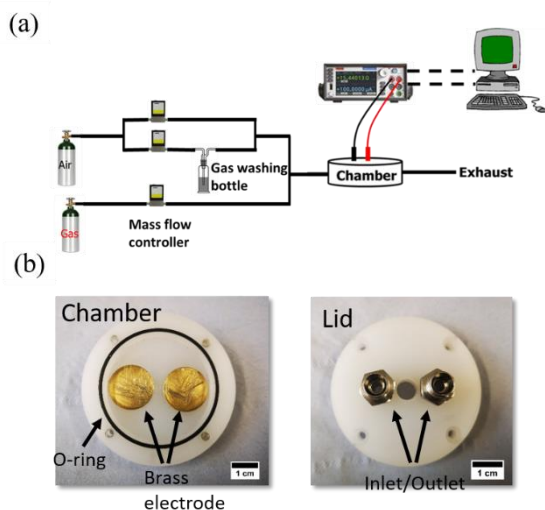 (a)
Air
Gas washing
bottle
Gas
Mass flow
controller
Chamber
Exhaust
(b)
Chamber
O-ring
Brass
electrode
1 cm
Lid
Inlet/Outlet
1 cm